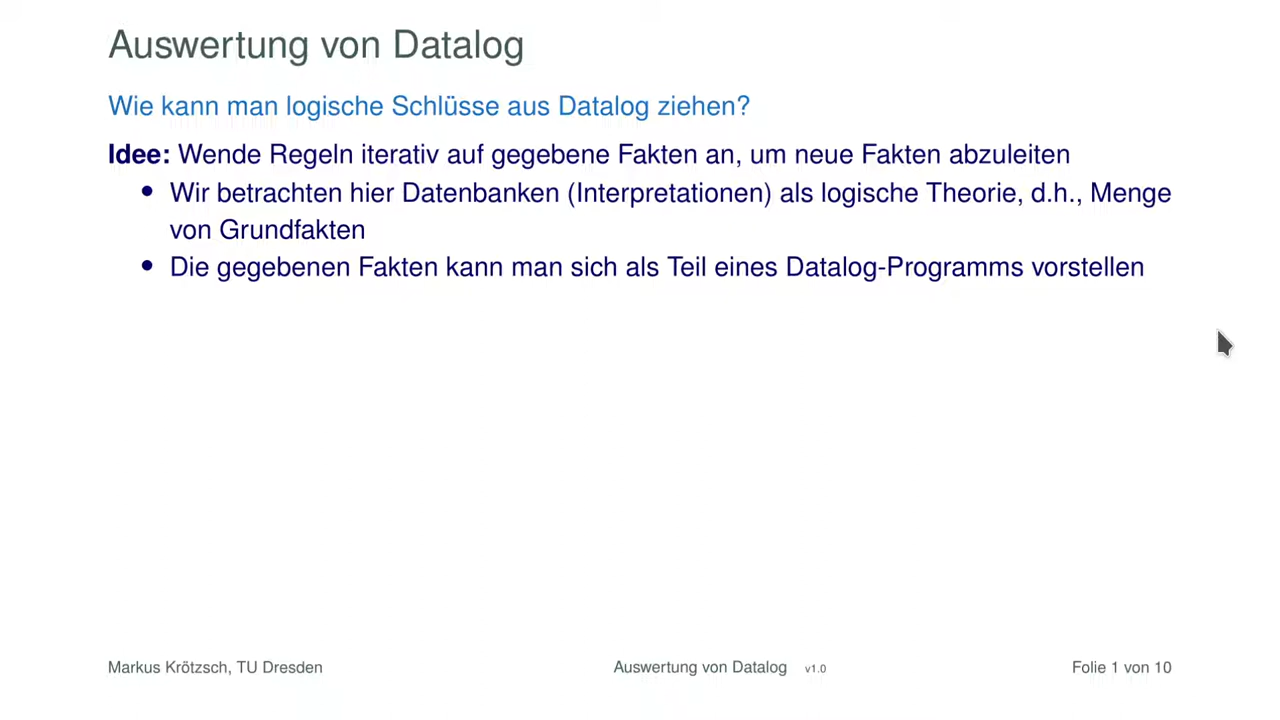 Auswertung von Datalog
Wie kann man logische Schlüsse aus Datalog ziehen?
Idee: Wende Regeln iterativ auf gegebene Fakten an, um neue Fakten abzuleiten
• Wir betrachten hier Datenbanken (Interpretationen) als logische Theorie, d.h., Menge
von Grundfakten
• Die gegebenen Fakten kann man sich als Teil eines Datalog-Programms vorstellen
Markus Krötzsch, TU Dresden Auswertung von Datalog v1.0 Folie 1 von 10